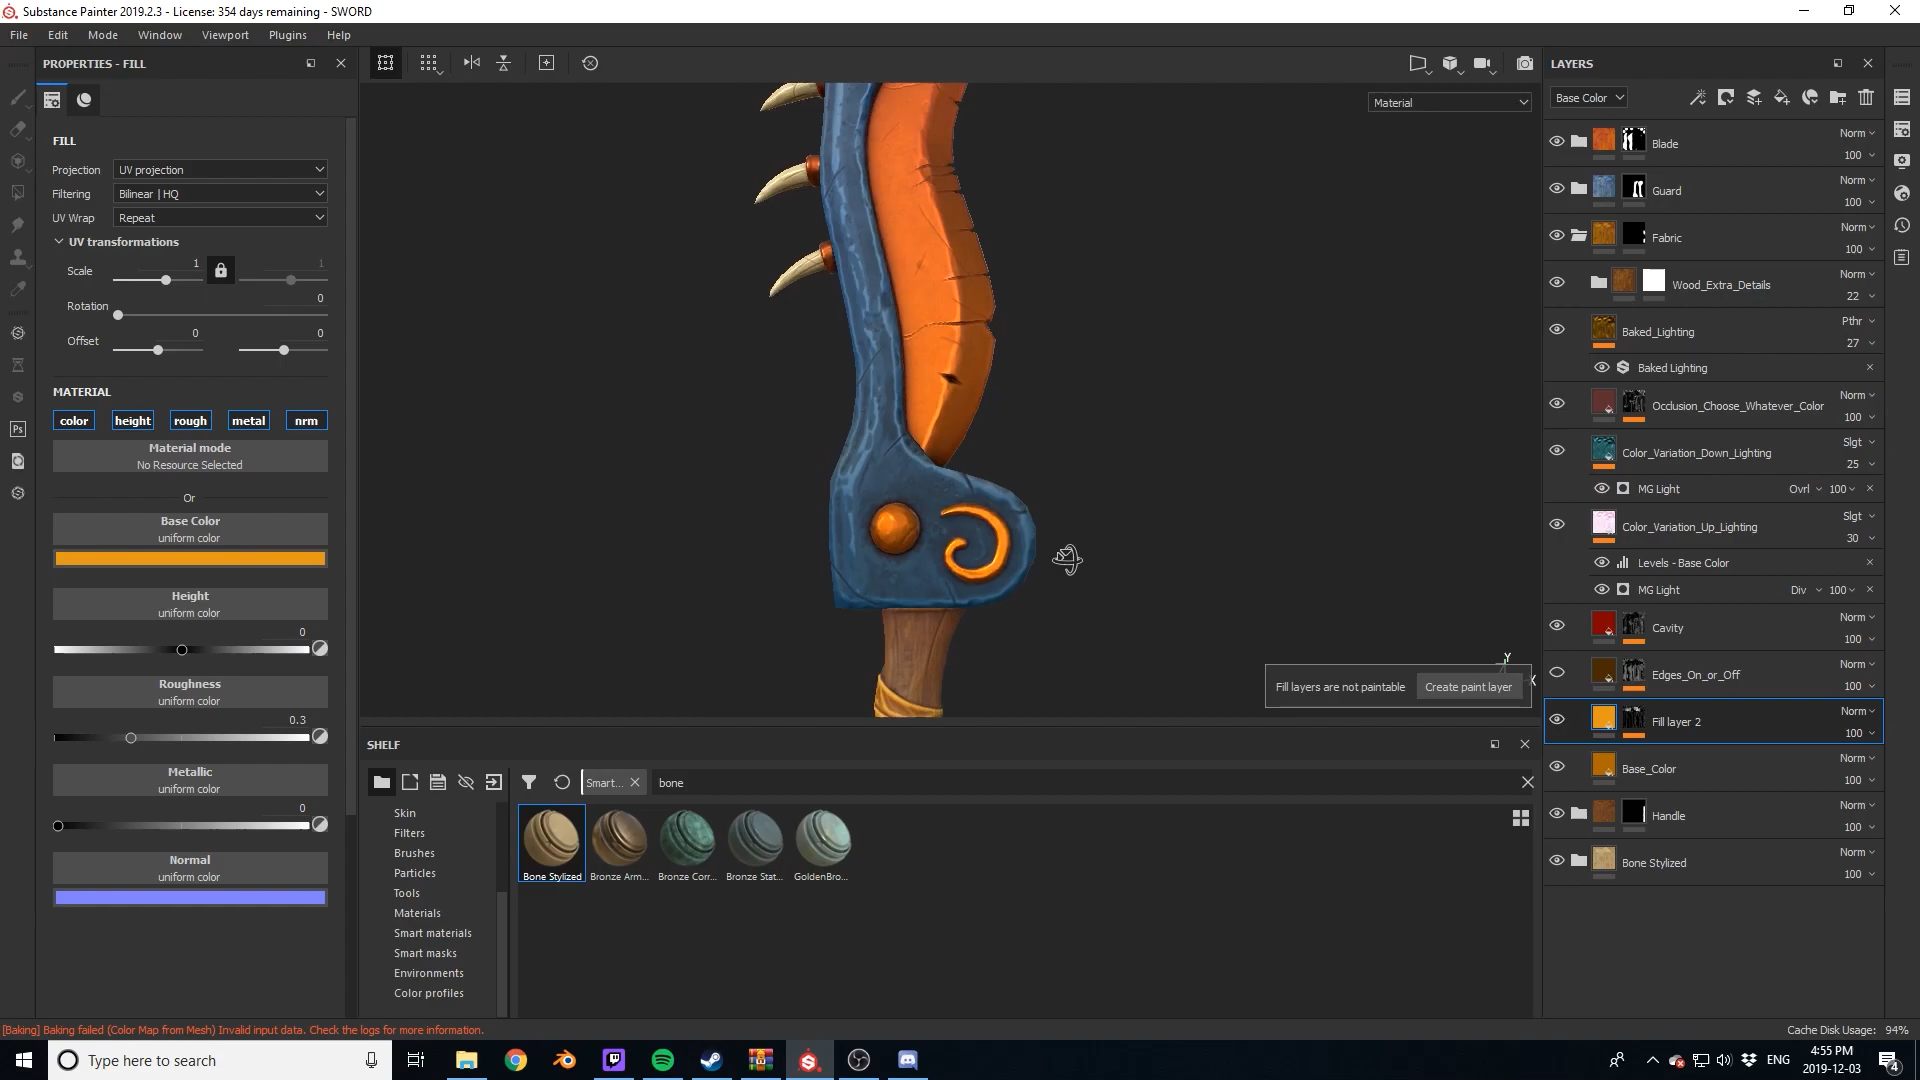 Substance Painter 2019.2.3 - License: 354 days remaining - SWORD
File Edit Mode Window Viewport Plugins Help
PROPERTIES - FILL
FILL
Projection UV projection
Filtering Bilinear | HQ
UV Wrap Repeat
UV transformations
Scale 1 1
Rotation 0
Offset 0 0
MATERIAL
color height rough metal nrm
Material mode
No Resource Selected
Or
Base Color
uniform color
Height
uniform color
0
Roughness
uniform color
0.3
Metallic
uniform color
0
Normal
uniform color
Material
Y
X
Fill layers are not paintable Create paint layer
SHELF
Smart... bone
Skin
Filters
Brushes
Particles
Tools
Materials
Smart materials
Smart masks
Environments
Color profiles
Bone Stylized Bronze Arm... Bronze Corr... Bronze Stat... GoldenBro...
LAYERS
Base Color
Blade Norm 100
Guard Norm 100
Fabric Norm 100
Wood_Extra_Details Norm 22
Baked_Lighting Pthr 27
Baked Lighting
Occlusion_Choose_Whatever_Color Norm 100
Color_Variation_Down_Lighting Slgt 25
MG Light Ovrl 100
Color_Variation_Up_Lighting Slgt 30
Levels - Base Color
MG Light Div 100
Cavity Norm 100
Edges_On_or_Off Norm 100
Fill layer 2 Norm 100
Base_Color Norm 100
Handle Norm 100
Bone Stylized Norm 100
[Baking] Baking failed (Color Map from Mesh) Invalid input data. Check the logs for more information.
Cache Disk Usage: 94%
Type here to search
Ps
ENG
4:55 PM
2019-12-03
4